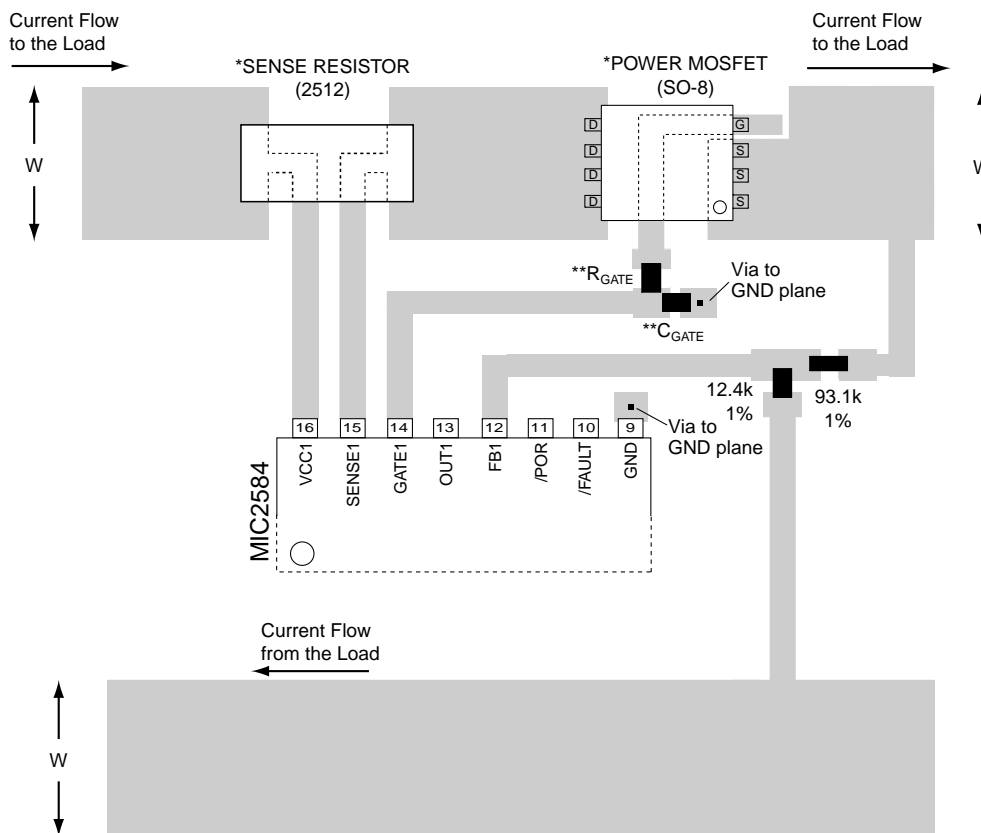 Current Flow
to the Load
Current Flow
to the Load
*SENSE RESISTOR
(2512)
*POWER MOSFET
(SO-8)
W
W
D
D
D
D
G
S
S
S
**RGATE
Via to
GND plane
**CGATE
12.4k
1%
93.1k
1%
Via to
GND plane
16
15
14
13
12
11
10
9
VCC1
SENSE1
GATE1
OUT1
FB1
/POR
/FAULT
GND
MIC2584
Current Flow
from the Load
W